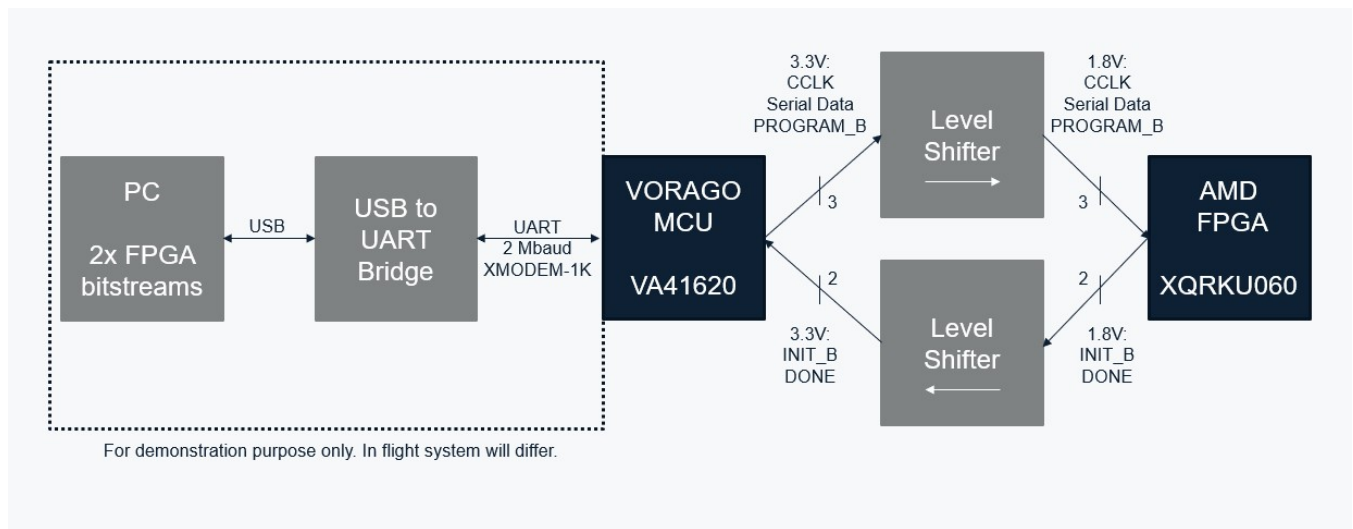 PC
2x FPGA
bitstreams
USB
USB to
UART
Bridge
UART
2 Mbaud
XMODEM-1K
VORAGO
MCU
VA41620
3.3V:
CCLK
Serial Data
PROGRAM_B
3
Level
Shifter
1.8V:
CCLK
Serial Data
PROGRAM_B
3
AMD
FPGA
XQRKU060
2
3.3V:
INIT_B
DONE
Level
Shifter
2
1.8V:
INIT_B
DONE
For demonstration purpose only. In flight system will differ.